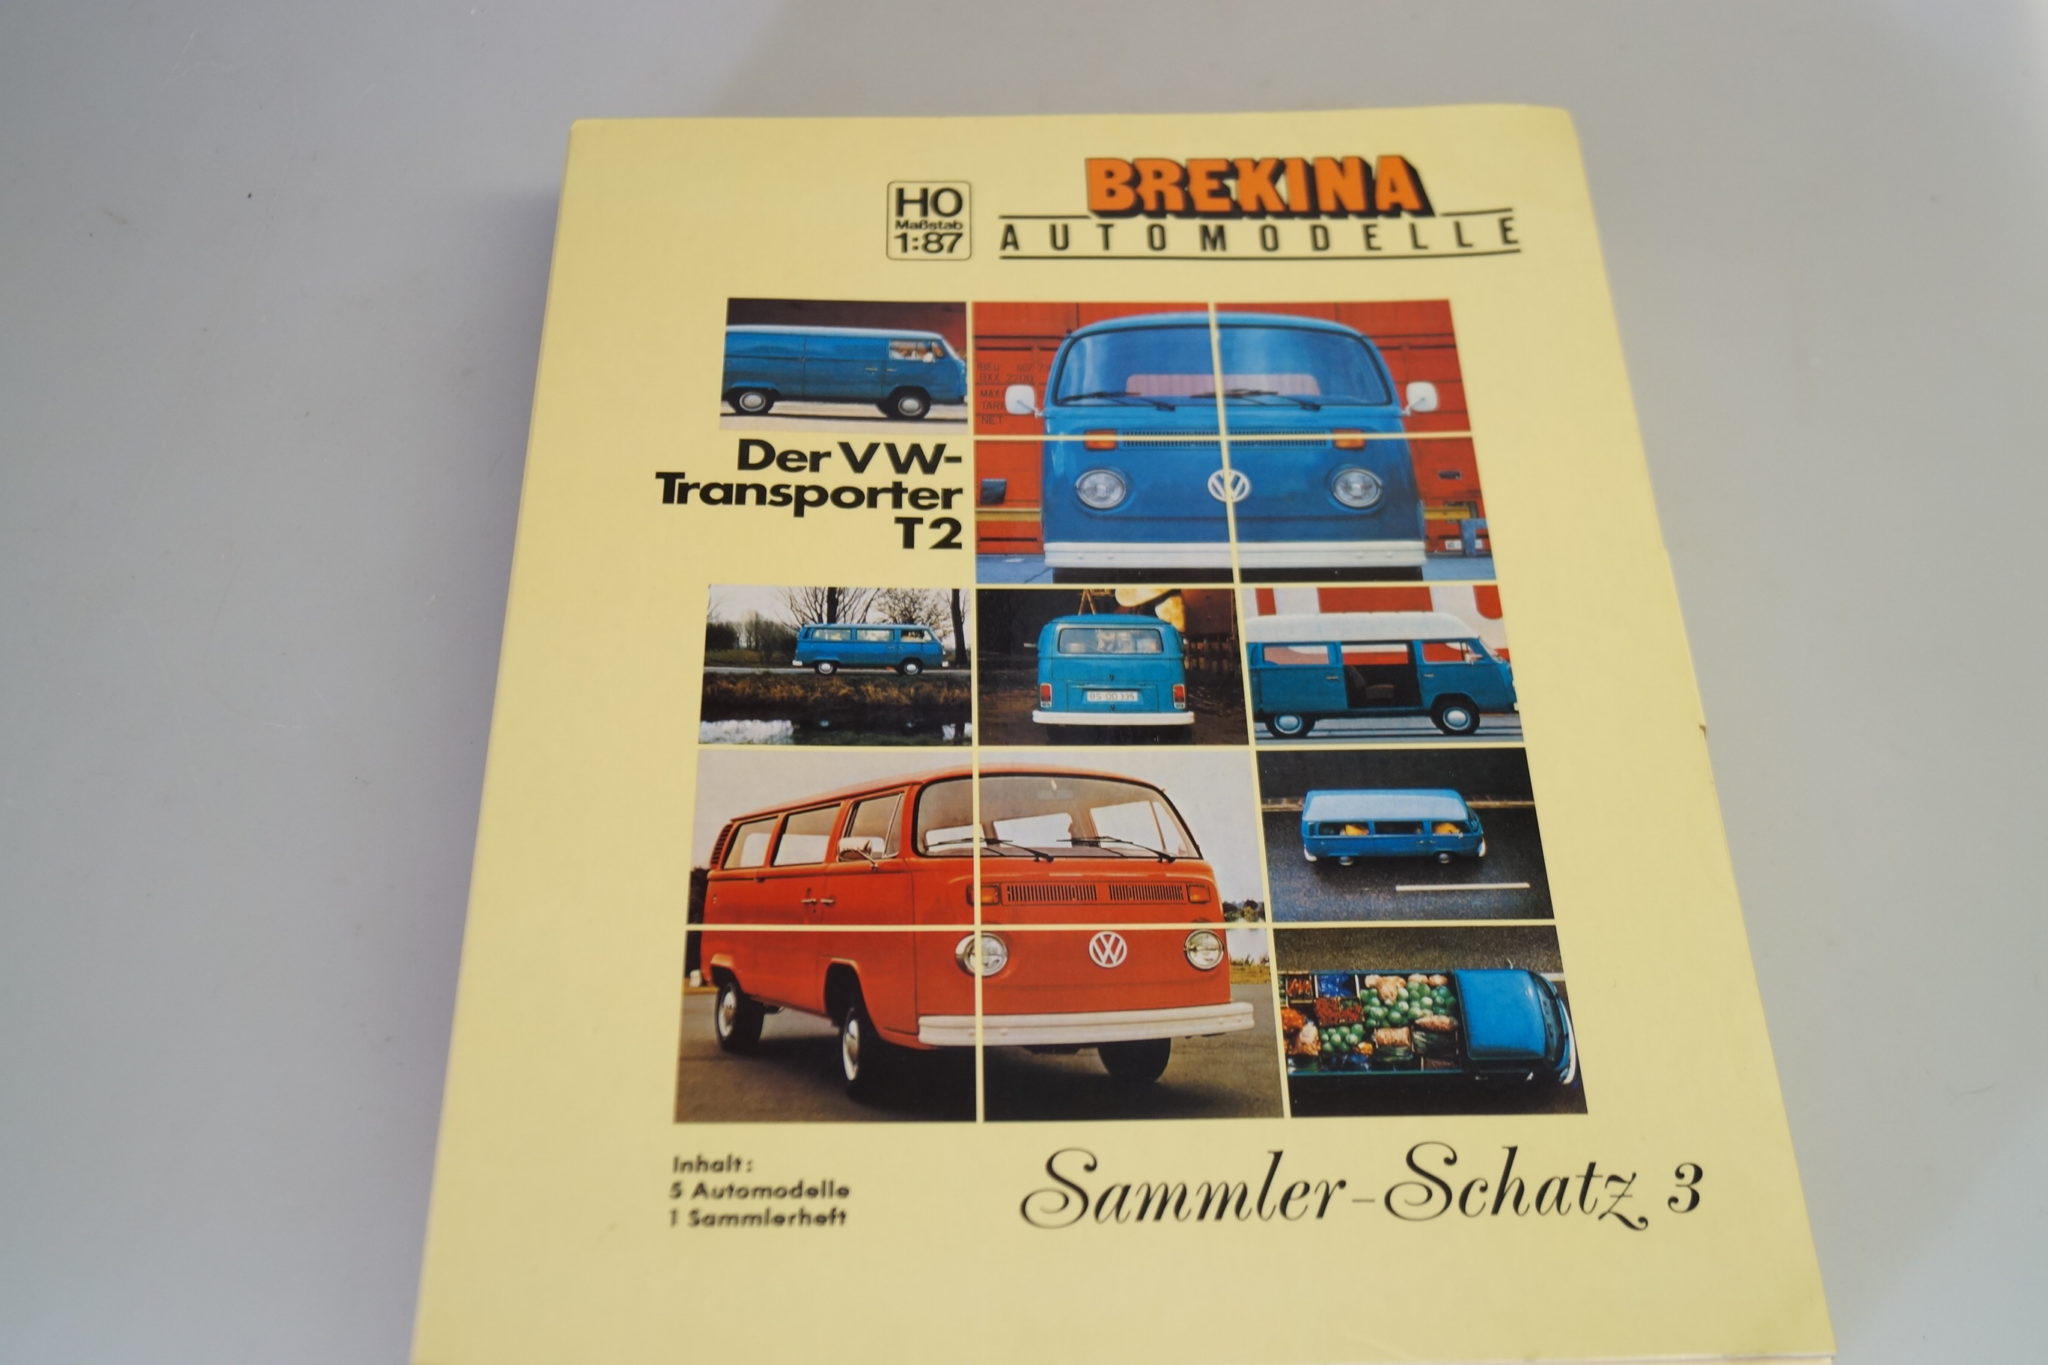 HO
Maßstab
1:87
BREKINA
AUTOMODELLE
Der VW-
Transporter
T2
Inhalt:
5 Automodelle
1 Sammlerheft
Sammler-Schatz 3